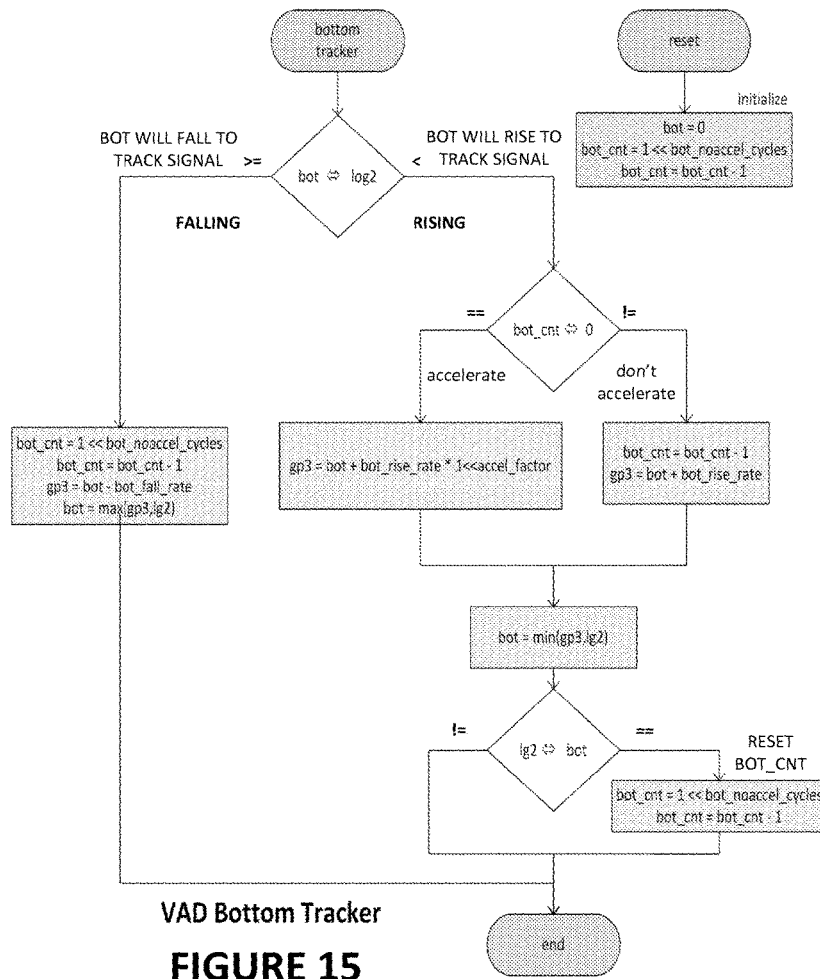 bottom
tracker
reset
initialize
bot = 0
bot_cnt = 1 << bot_noaccel_cycles
bot_cnt = bot_cnt - 1
BOT WILL FALL TO
TRACK SIGNAL >=
BOT WILL RISE TO
< TRACK SIGNAL
bot ⇔ log2
FALLING
RISING
==
bot_cnt ⇔ 0
!=
accelerate
don't
accelerate
bot_cnt = 1 << bot_noaccel_cycles
bot_cnt = bot_cnt - 1
gp3 = bot - bot_fall_rate
bot = max(gp3,lg2)
gp3 = bot + bot_rise_rate * 1<<accel_factor
bot_cnt = bot_cnt - 1
gp3 = bot + bot_rise_rate
bot = min(gp3,lg2)
!=
lg2 ⇔ bot
==
RESET
BOT_CNT
bot_cnt = 1 << bot_noaccel_cycles
bot_cnt = bot_cnt - 1
VAD Bottom Tracker
FIGURE 15
end